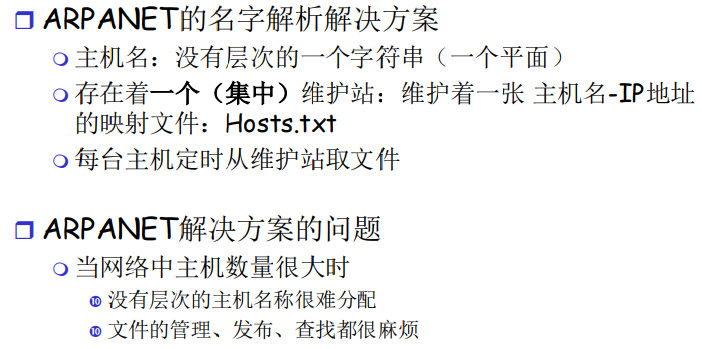 ARPANET的名字解析解决方案
主机名：没有层次的一个字符串（一个平面）
存在着一个（集中）维护站：维护着一张 主机名-IP地址
的映射文件：Hosts.txt
每台主机定时从维护站取文件
ARPANET解决方案的问题
当网络中主机数量很大时
⑩ 没有层次的主机名称很难分配
⑩ 文件的管理、发布、查找都很麻烦